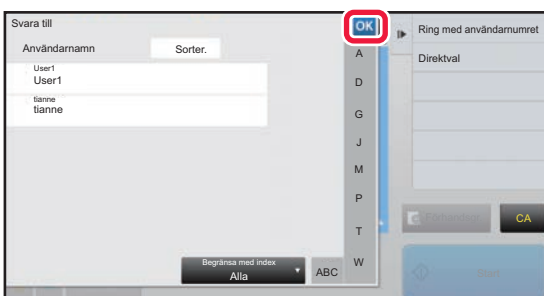 Svara till
OK
Ring med användarnumret
Användarnamn
Sorter.
A
Direktval
User1
User1
D
tianne
tianne
G
J
M
P
CA
T
Begränsa med index
Alla
ABC
W
Start